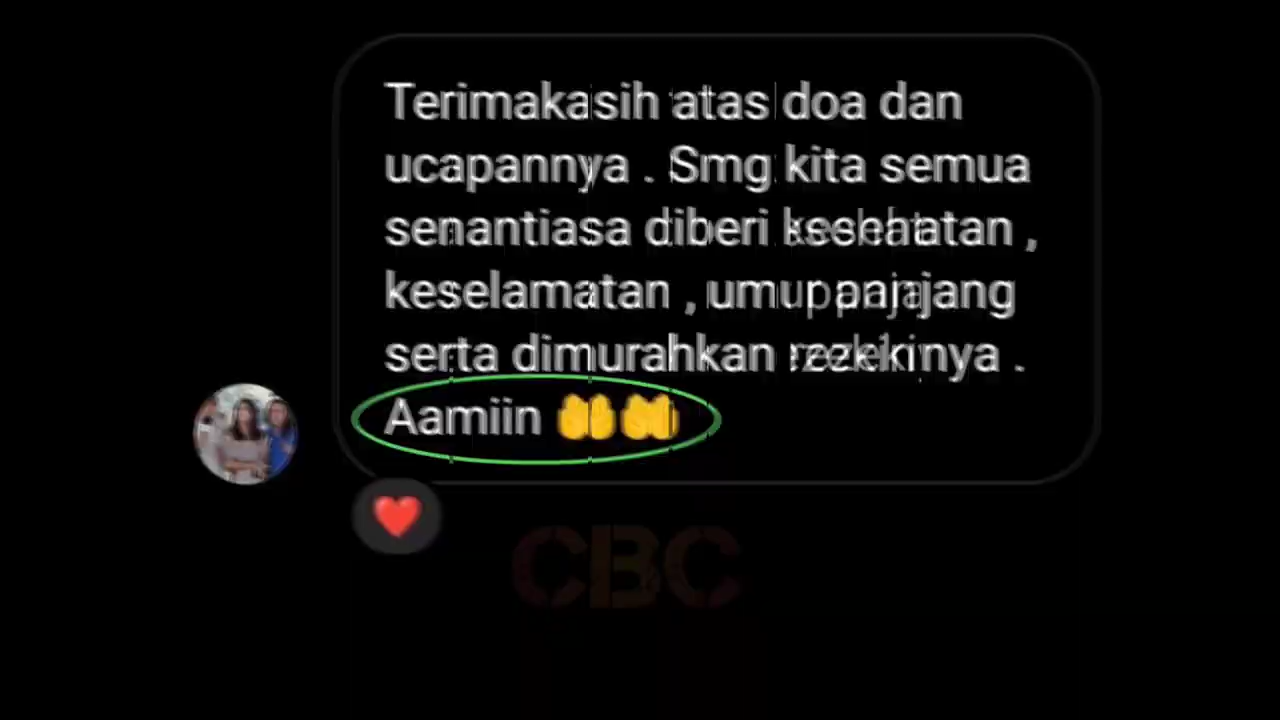 Terimakasih atas doa dan
ucapannya . Smg kita semua
senantiasa diberi kesehatan ,
keselamatan , umur panjang
serta dimurahkan rezekinya .
Aamiin 🤲🤲
CBC